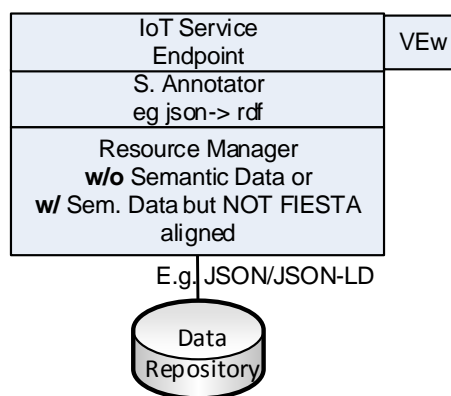 IoT Service
Endpoint
VEw
S. Annotator
eg json-> rdf
Resource Manager
w/o Semantic Data or
w/ Sem. Data but NOT FIESTA
aligned
E.g. JSON/JSON-LD
Data
Repository